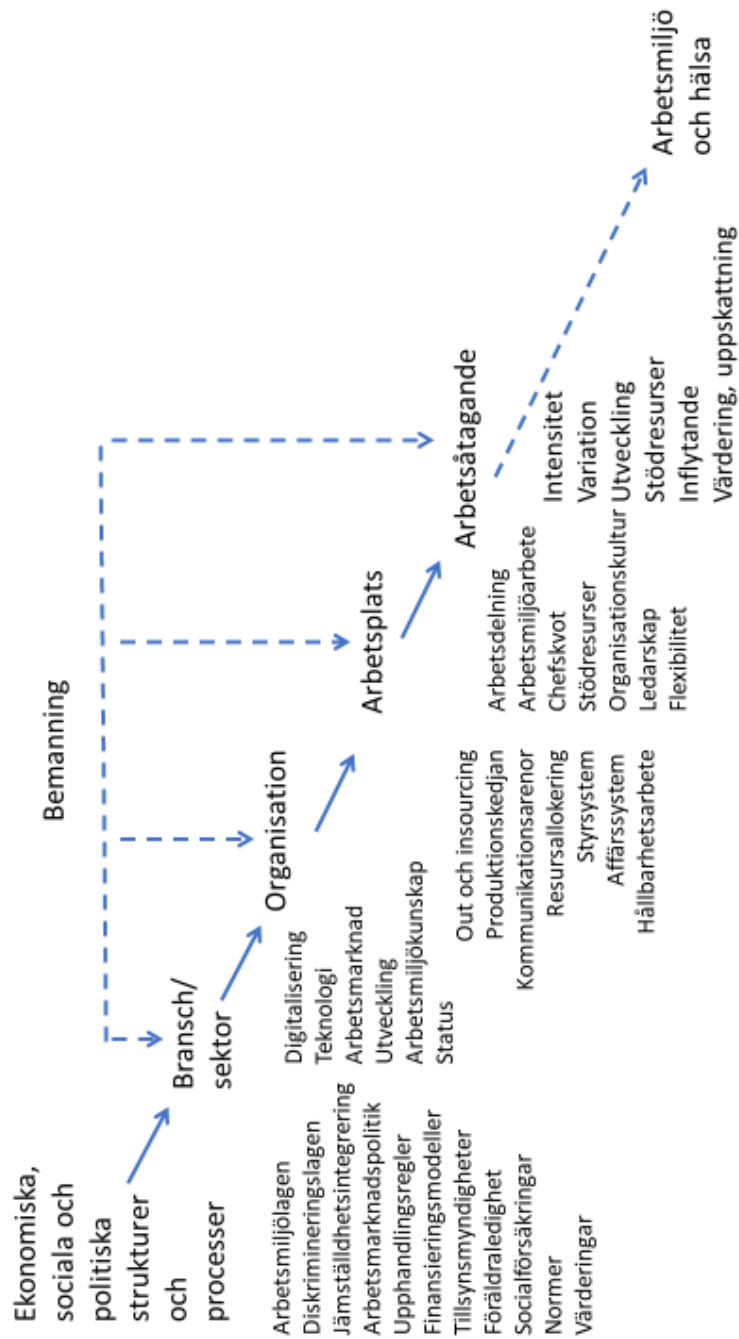 Ekonomiska,
sociala och
politiska
strukturer
och
processer
Bemanning
Bransch/
sektor
Organisation
Arbetsplats
Arbetsåtagande
Arbetsmiljö
och hälsa
Arbetsmiljölagen
Diskrimineringslagen
Jämställdhetsintegrering
Arbetsmarknadspolitik
Upphandlingsregler
Finansieringsmodeller
Tillsynsmyndigheter
Föräldraledighet
Socialförsäkringar
Normer
Värderingar
Digitalisering
Teknologi
Arbetsmarknad
Utveckling
Arbetsmiljökunskap
Status
Out och insourcing
Produktionskedjan
Kommunikationsarenor
Resursallokering
Styrsystem
Affärssystem
Hållbarhetsarbete
Arbetsdelning
Arbetsmiljöarbete
Chefskvot
Stödresurser
Organisationskultur
Ledarskap
Flexibilitet
Intensitet
Variation
Utveckling
Stödresurser
Inflytande
Värdering, uppskattning